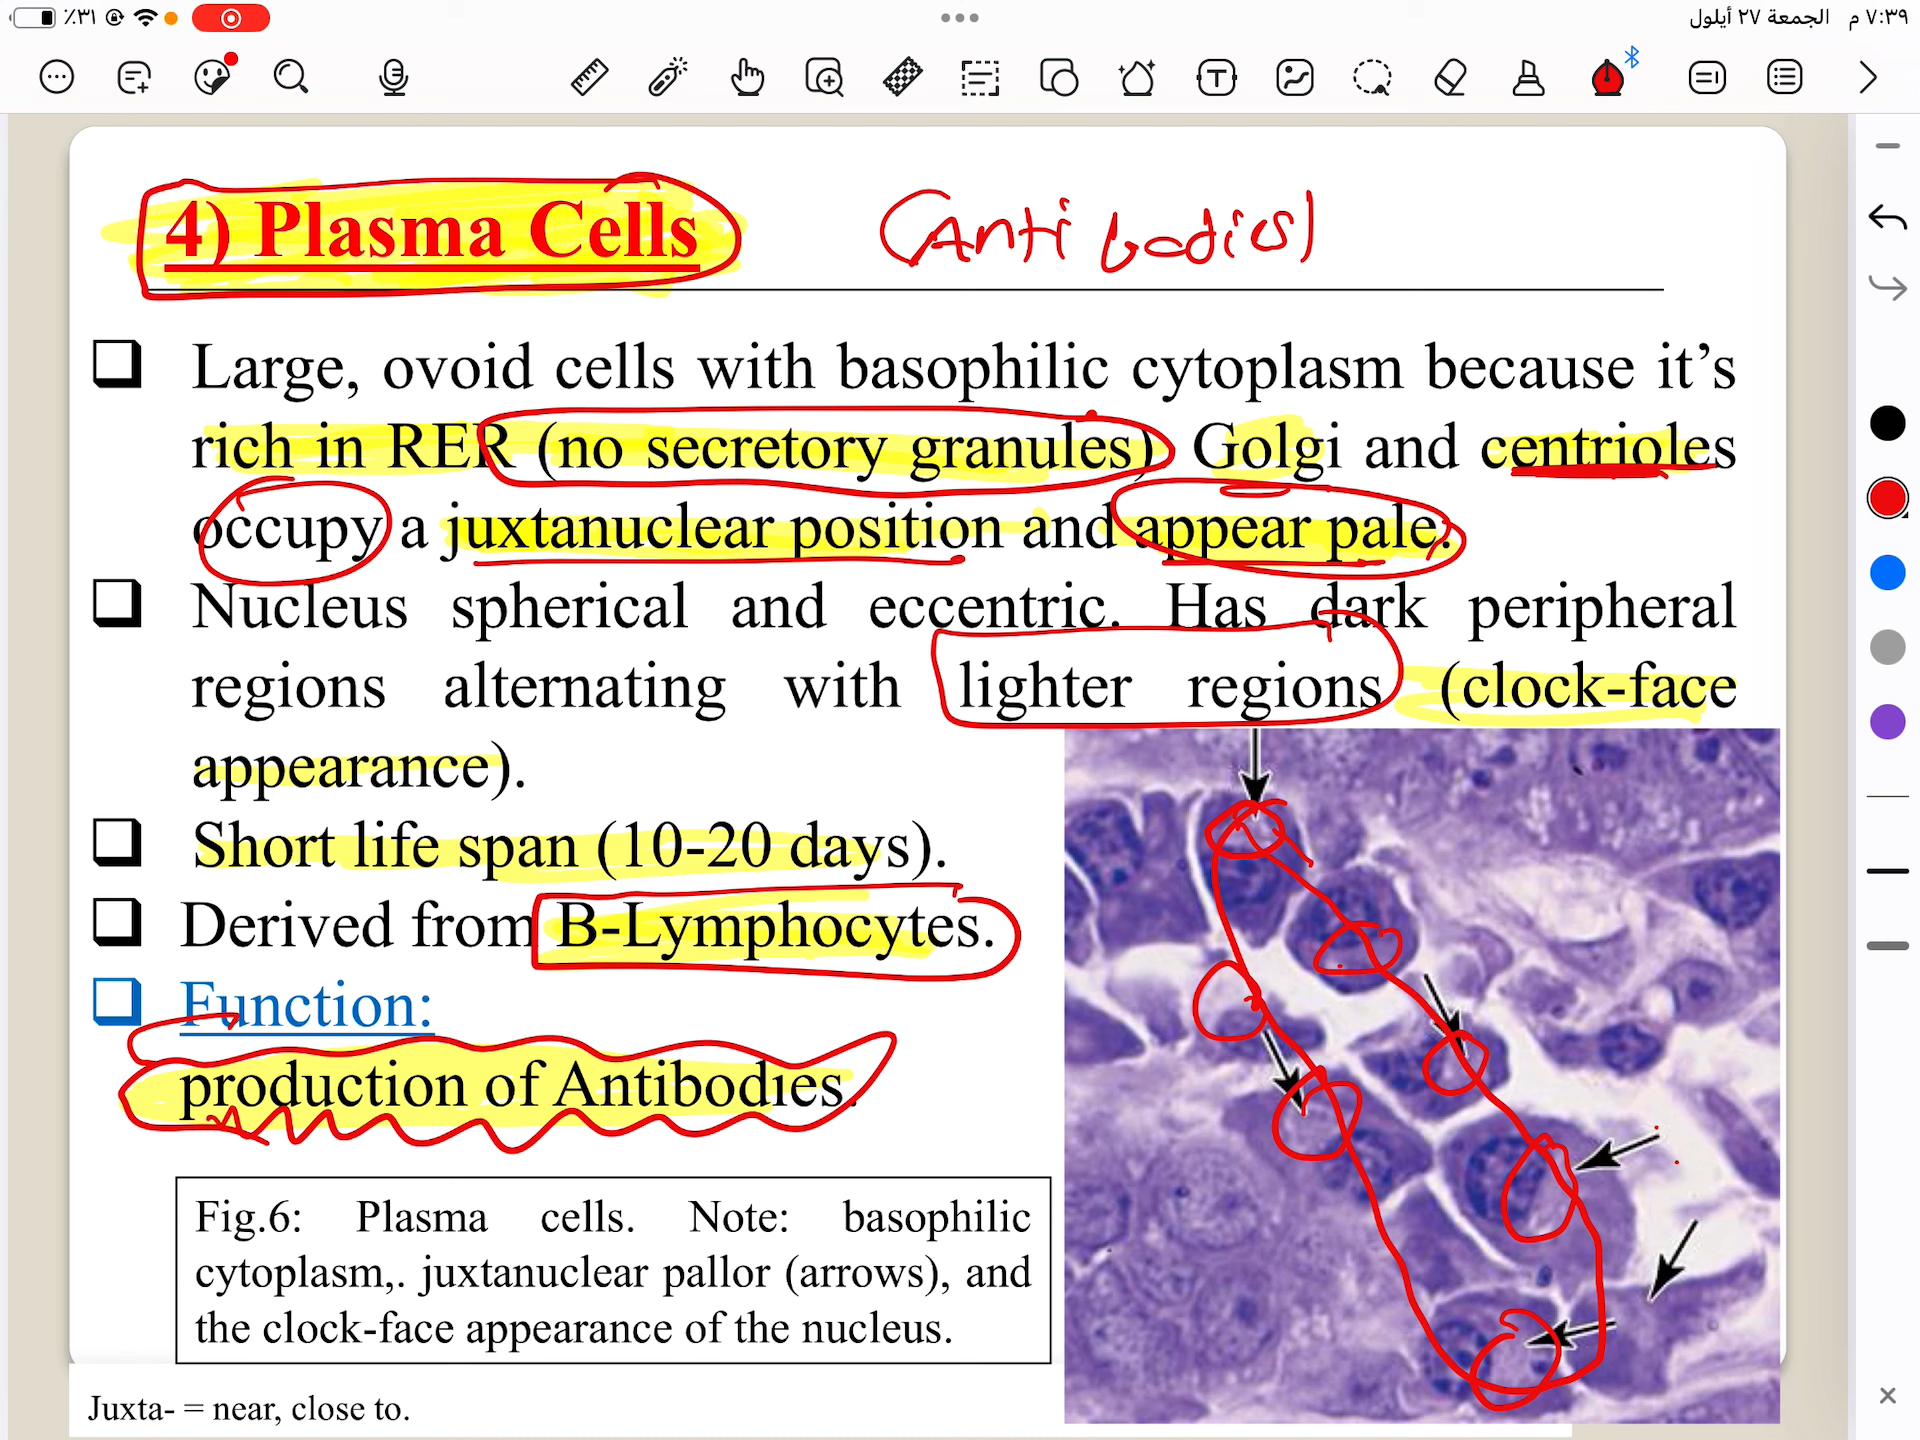 ٪٣١
الجمعة ٢٧ أيلول ٧:٣٩ م
4) Plasma Cells (Anti bodies)
Large, ovoid cells with basophilic cytoplasm because it’s
rich in RER (no secretory granules) Golgi and centrioles
occupy a juxtanuclear position and appear pale.
Nucleus spherical and eccentric. Has dark peripheral
regions alternating with lighter regions (clock-face
appearance).
Short life span (10-20 days).
Derived from B-Lymphocytes.
Function:
production of Antibodies.
Fig.6: Plasma cells. Note: basophilic
cytoplasm,. juxtanuclear pallor (arrows), and
the clock-face appearance of the nucleus.
Juxta- = near, close to.